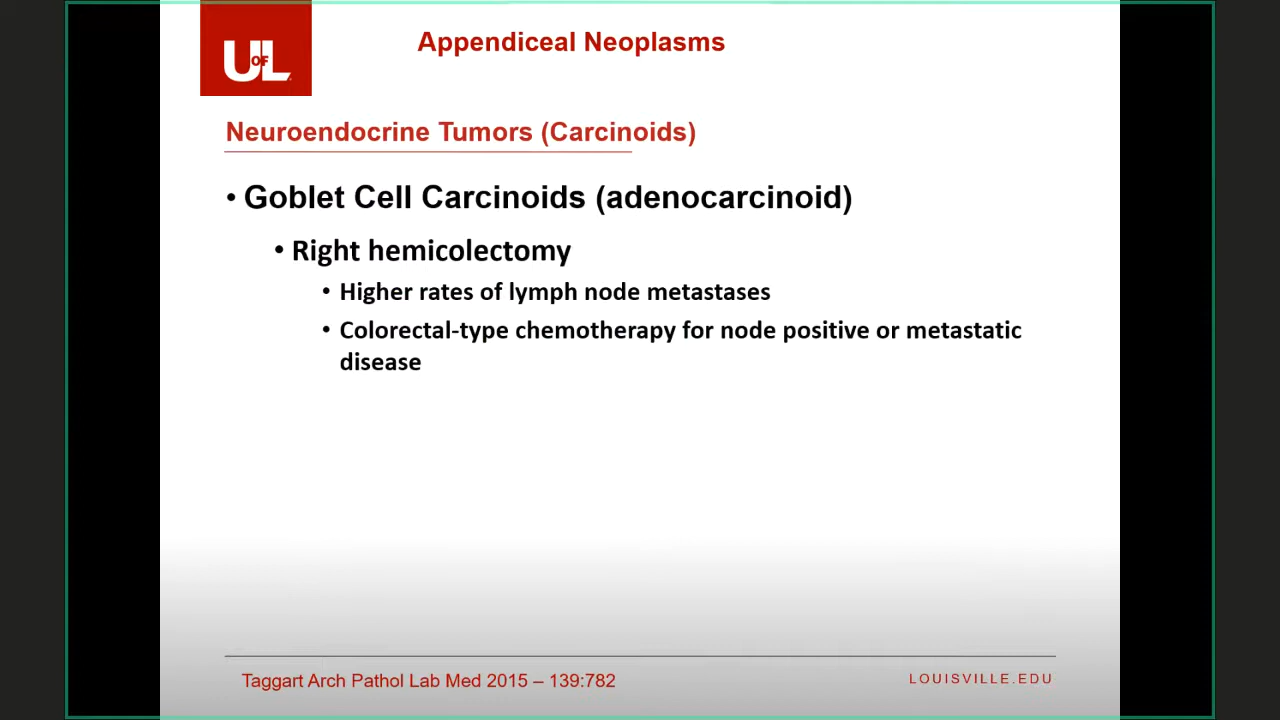 UofL
Appendiceal Neoplasms
Neuroendocrine Tumors (Carcinoids)
• Goblet Cell Carcinoids (adenocarcinoid)
• Right hemicolectomy
• Higher rates of lymph node metastases
• Colorectal-type chemotherapy for node positive or metastatic
disease
Taggart Arch Pathol Lab Med 2015 – 139:782
LOUISVILLE.EDU